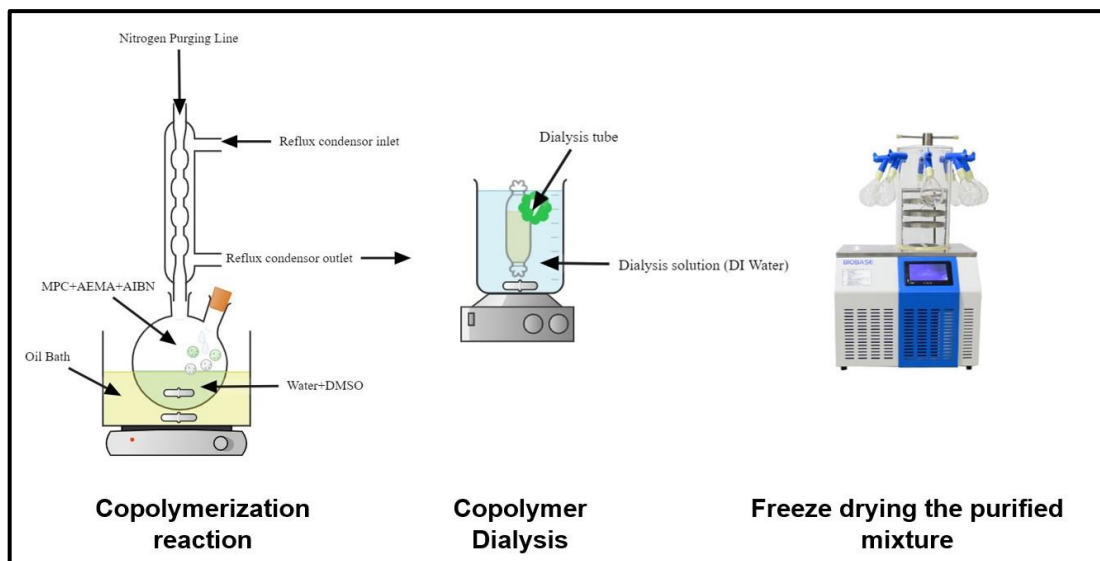 Nitrogen Purging Line
Reflux condensor inlet
Reflux condensor outlet
MPC+AEMA+AIBN
Oil Bath
Water+DMSO
Copolymerization
reaction
Dialysis tube
Dialysis solution (DI Water)
Copolymer
Dialysis
BIOBASE
Freeze drying the purified
mixture